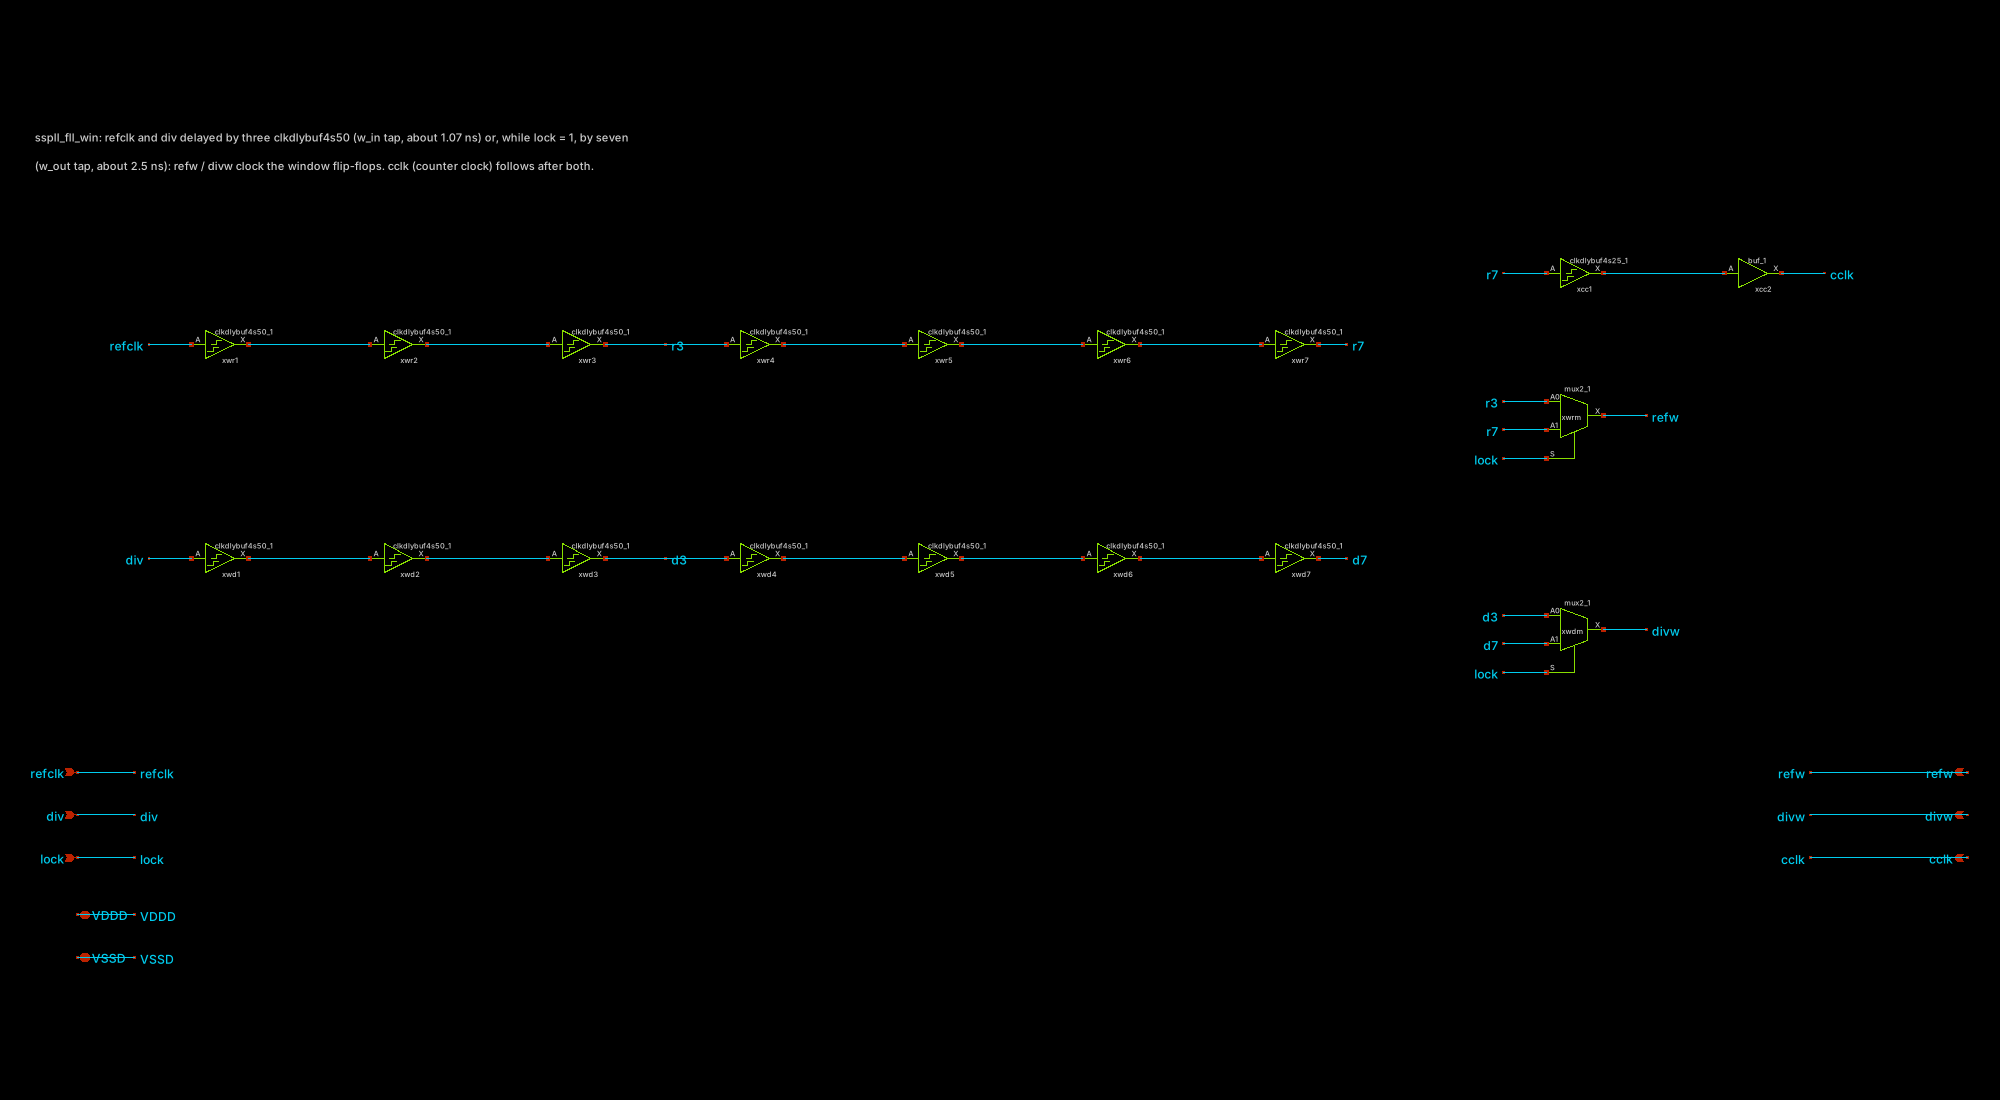 sspll_fll_win: refclk and div delayed by three clkdlybuf4s50 (w_in tap, about 1.07 ns) or, while lock = 1, by seven
(w_out tap, about 2.5 ns): refw / divw clock the window flip-flops. cclk (counter clock) follows after both.
clkdlybuf4s25_1 buf_1
r7 A X A X cclk
xcc1 xcc2
clkdlybuf4s50_1 clkdlybuf4s50_1 clkdlybuf4s50_1 clkdlybuf4s50_1 clkdlybuf4s50_1 clkdlybuf4s50_1 clkdlybuf4s50_1
refclk A X A X A X r3 A X A X A X A X r7
xwr1 xwr2 xwr3 xwr4 xwr5 xwr6 xwr7
mux2_1
r3 A0
xwrm X refw
r7 A1
lock S
clkdlybuf4s50_1 clkdlybuf4s50_1 clkdlybuf4s50_1 clkdlybuf4s50_1 clkdlybuf4s50_1 clkdlybuf4s50_1 clkdlybuf4s50_1
div A X A X A X d3 A X A X A X A X d7
xwd1 xwd2 xwd3 xwd4 xwd5 xwd6 xwd7
mux2_1
d3 A0
xwdm X divw
d7 A1
lock S
refclk refclk refw refw
div div divw divw
lock lock cclk cclk
VDDD VDDD
VSSD VSSD